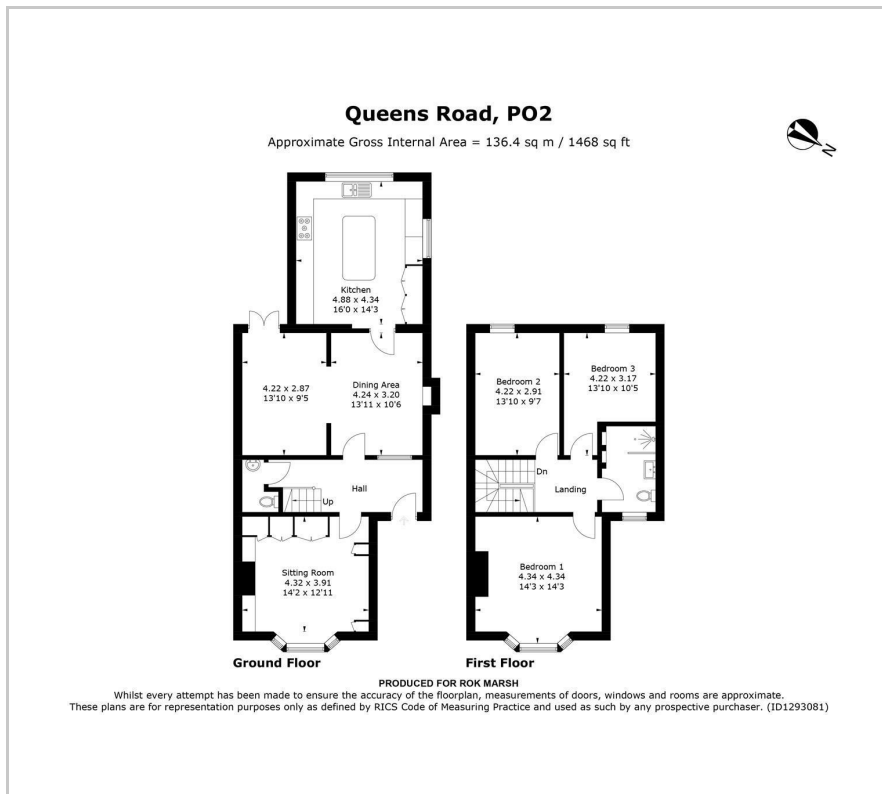 Queens Road, PO2
Approximate Gross Internal Area = 136.4 sq m / 1468 sq ft
N
Kitchen
4.88 x 4.34
16'0 x 14'3
4.22 x 2.87
13'10 x 9'5
Dining Area
4.24 x 3.20
13'11 x 10'6
Hall
Up
Sitting Room
4.32 x 3.91
14'2 x 12'11
Ground Floor
Bedroom 2
4.22 x 2.91
13'10 x 9'7
Bedroom 3
4.22 x 3.17
13'10 x 10'5
Dn
Landing
Bedroom 1
4.34 x 4.34
14'3 x 14'3
First Floor
PRODUCED FOR ROK MARSH
Whilst every attempt has been made to ensure the accuracy of the floorplan, measurements of doors, windows and rooms are approximate.
These plans are for representation purposes only as defined by RICS Code of Measuring Practice and used as such by any prospective purchaser. (ID1293081)